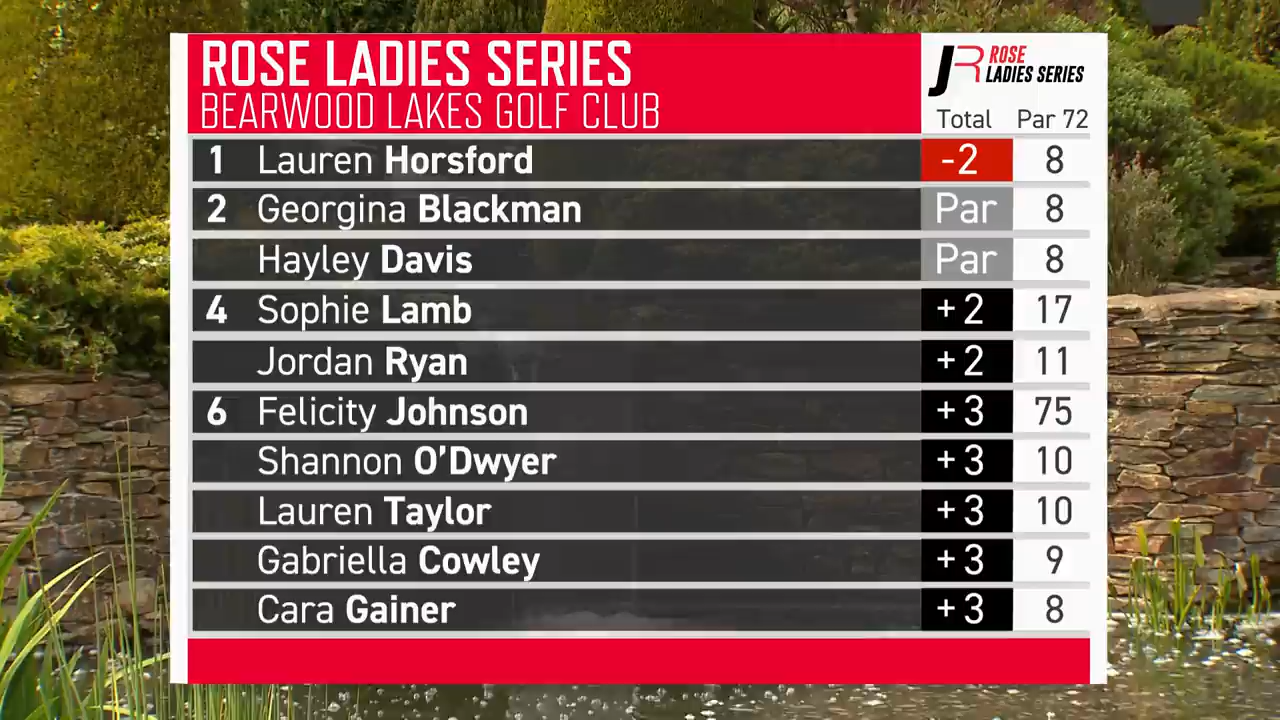 ROSE LADIES SERIES
BEARWOOD LAKES GOLF CLUB
JR ROSE
LADIES SERIES
Total Par 72
1 Lauren Horsford -2 8
2 Georgina Blackman Par 8
Hayley Davis Par 8
4 Sophie Lamb +2 17
Jordan Ryan +2 11
6 Felicity Johnson +3 75
Shannon O'Dwyer +3 10
Lauren Taylor +3 10
Gabriella Cowley +3 9
Cara Gainer +3 8